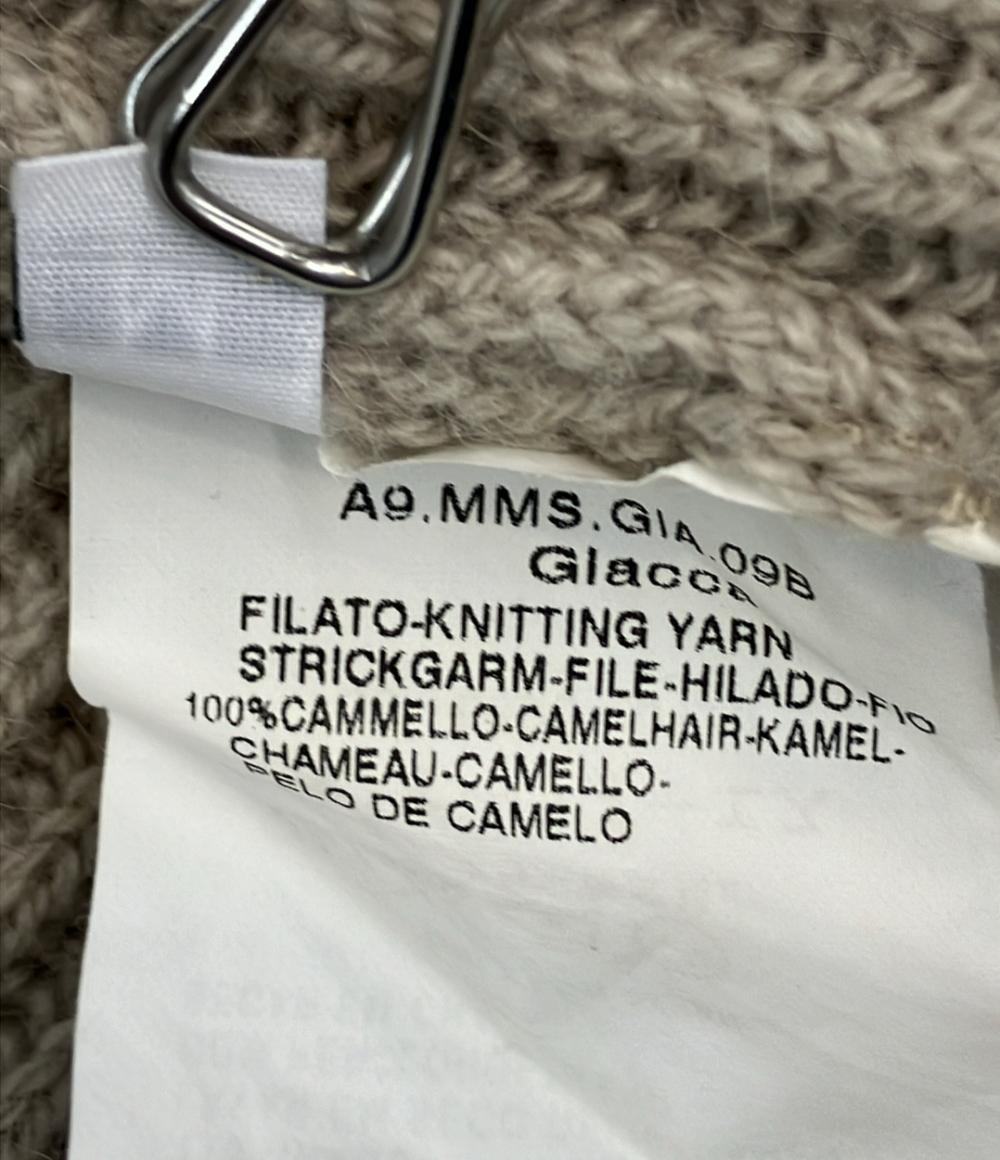 A9.MMS.GIA.09B
Giacca
FILATO-KNITTING YARN
STRICKGARM-FILE-HILADO-FIO
100%CAMMELLO-CAMELHAIR-KAMEL-
CHAMEAU-CAMELLO-
PELO DE CAMELO